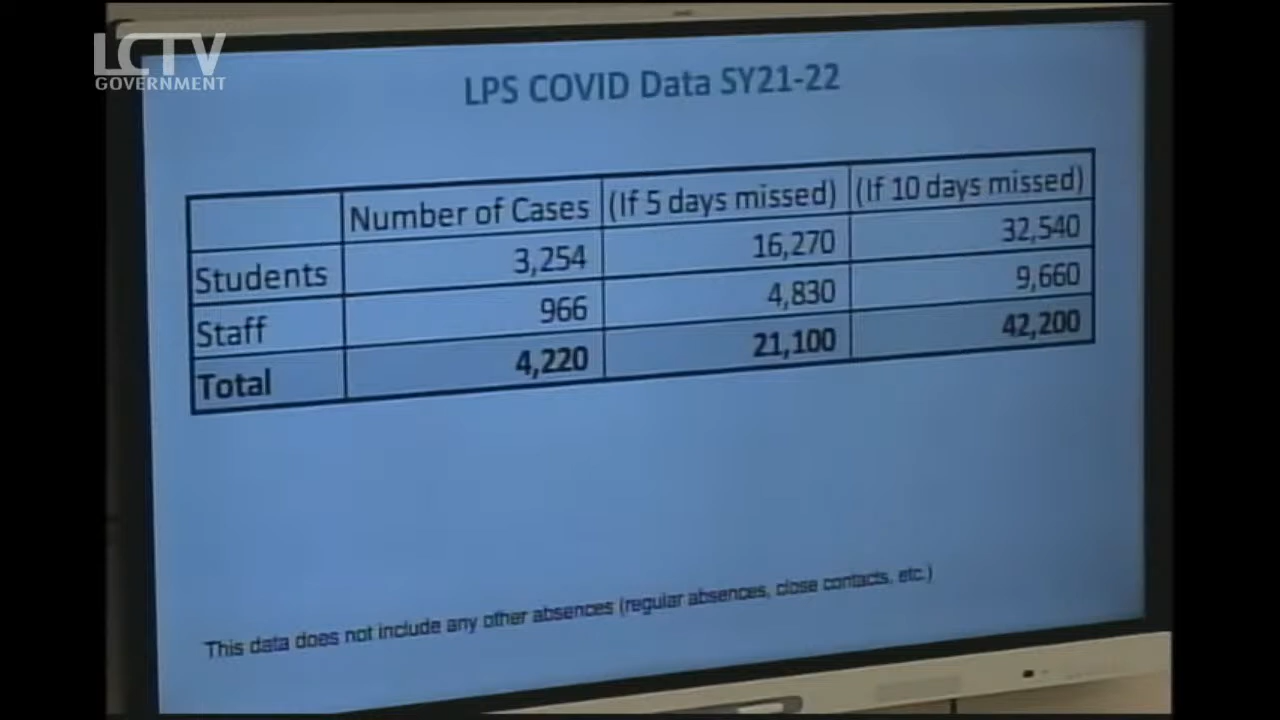 LCTV
GOVERNMENT
LPS COVID Data SY21-22
Number of Cases (If 5 days missed) (If 10 days missed)
Students 3,254 16,270 32,540
Staff 966 4,830 9,660
Total 4,220 21,100 42,200
This data does not include any other absences (regular absences, close contacts, etc.)